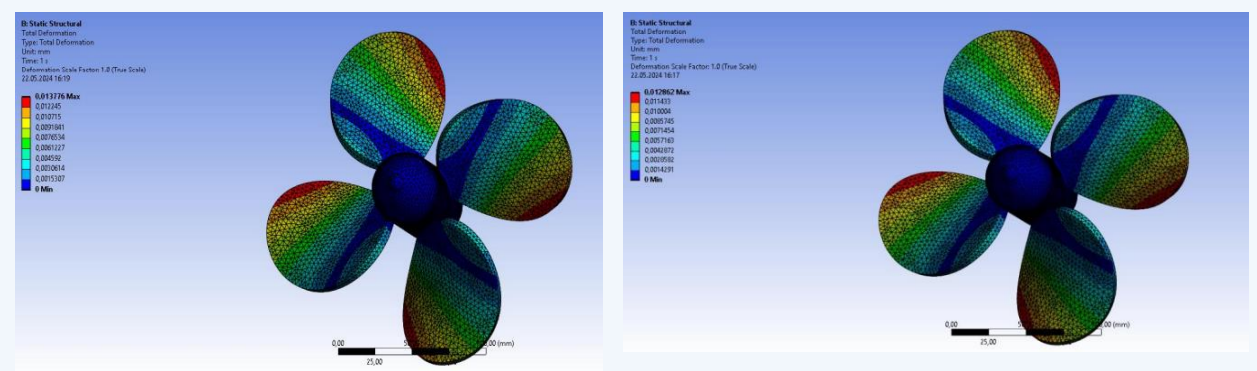 B: Static Structural
Total Deformation
Type: Total Deformation
Unit: mm
Time: 1 s
Deformation Scale Factor: 1.0 (True Scale)
22.05.2024 16:19
0,013776 Max
0,012245
0,010715
0,0091841
0,0076534
0,0061227
0,004592
0,0030614
0,0015307
0 Min
0,00
25,00
(mm)
B: Static Structural
Total Deformation
Type: Total Deformation
Unit: mm
Time: 1 s
Deformation Scale Factor: 1.0 (True Scale)
22.05.2024 16:17
0,012862 Max
0,011433
0,010004
0,0085745
0,0071454
0,0057163
0,0042872
0,0028582
0,0014291
0 Min
0,00
25,00
(mm)